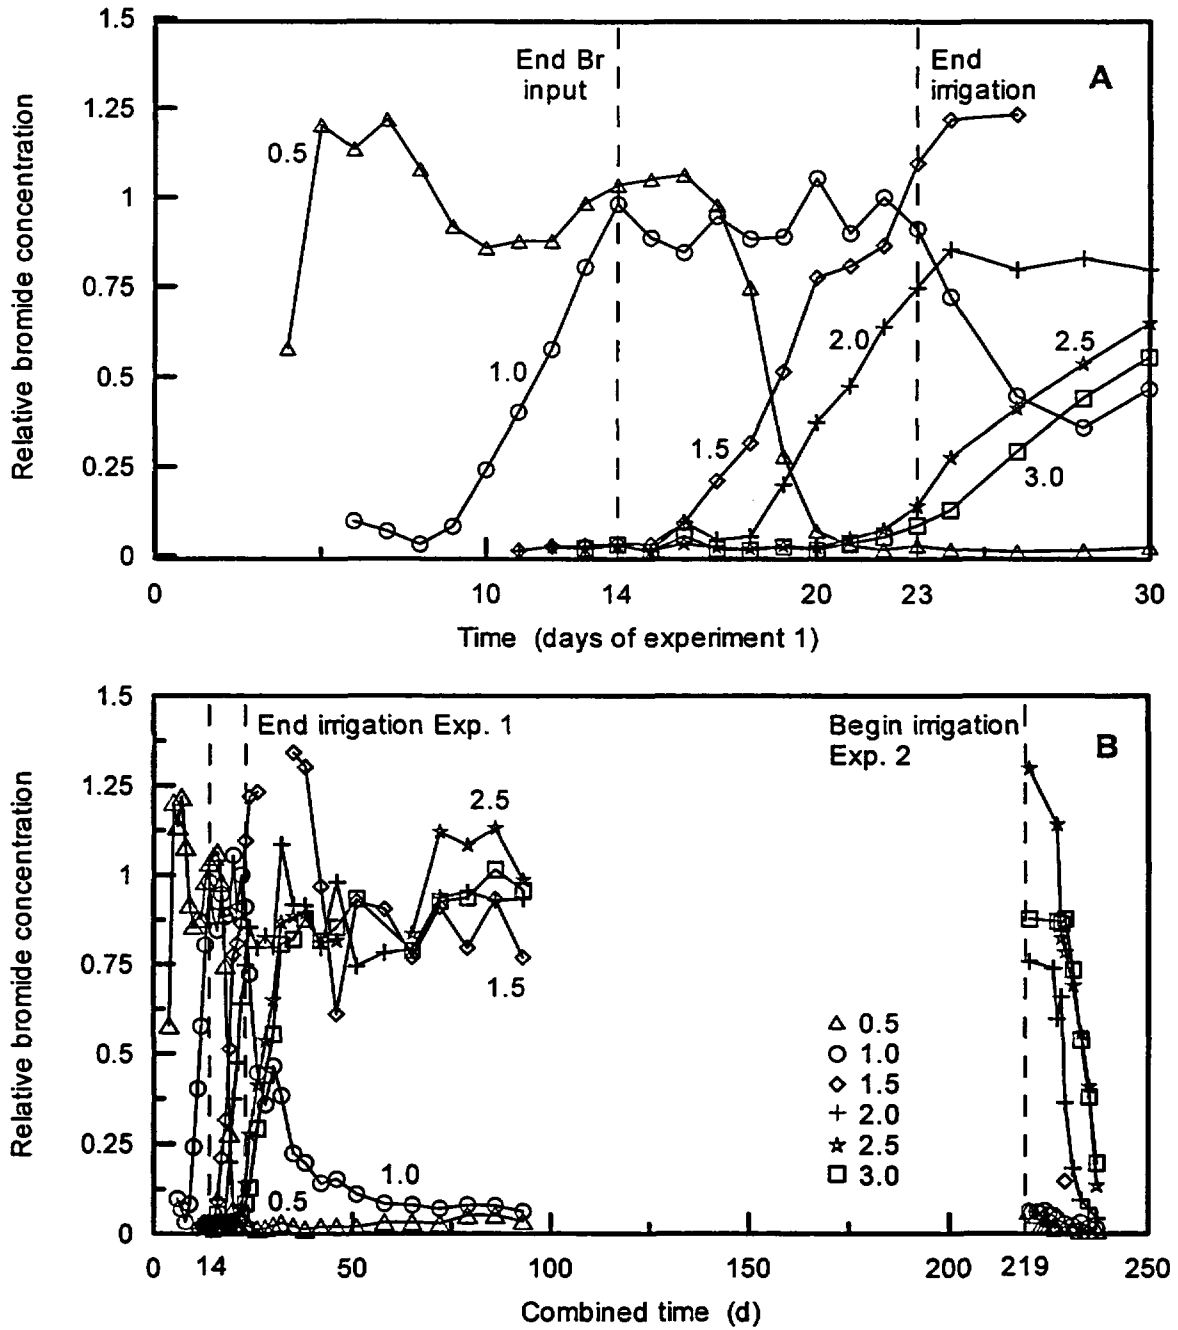 1.5
End Br
input
End
irrigation
A
1.25
0.5
1
0.75
2.0
2.5
1.0
0.5
1.5
3.0
0.25
0
0 10 14 20 23 30
Relative bromide concentration
Time (days of experiment 1)
1.5
End irrigation Exp. 1
Begin irrigation
Exp. 2
B
1.25
2.5
1
0.75
1.5
0.5
0.5
1.0
1.5
2.0
2.5
3.0
0.25
1.0
0.5
0
0 14 50 100 150 200 219 250
Relative bromide concentration
Combined time (d)